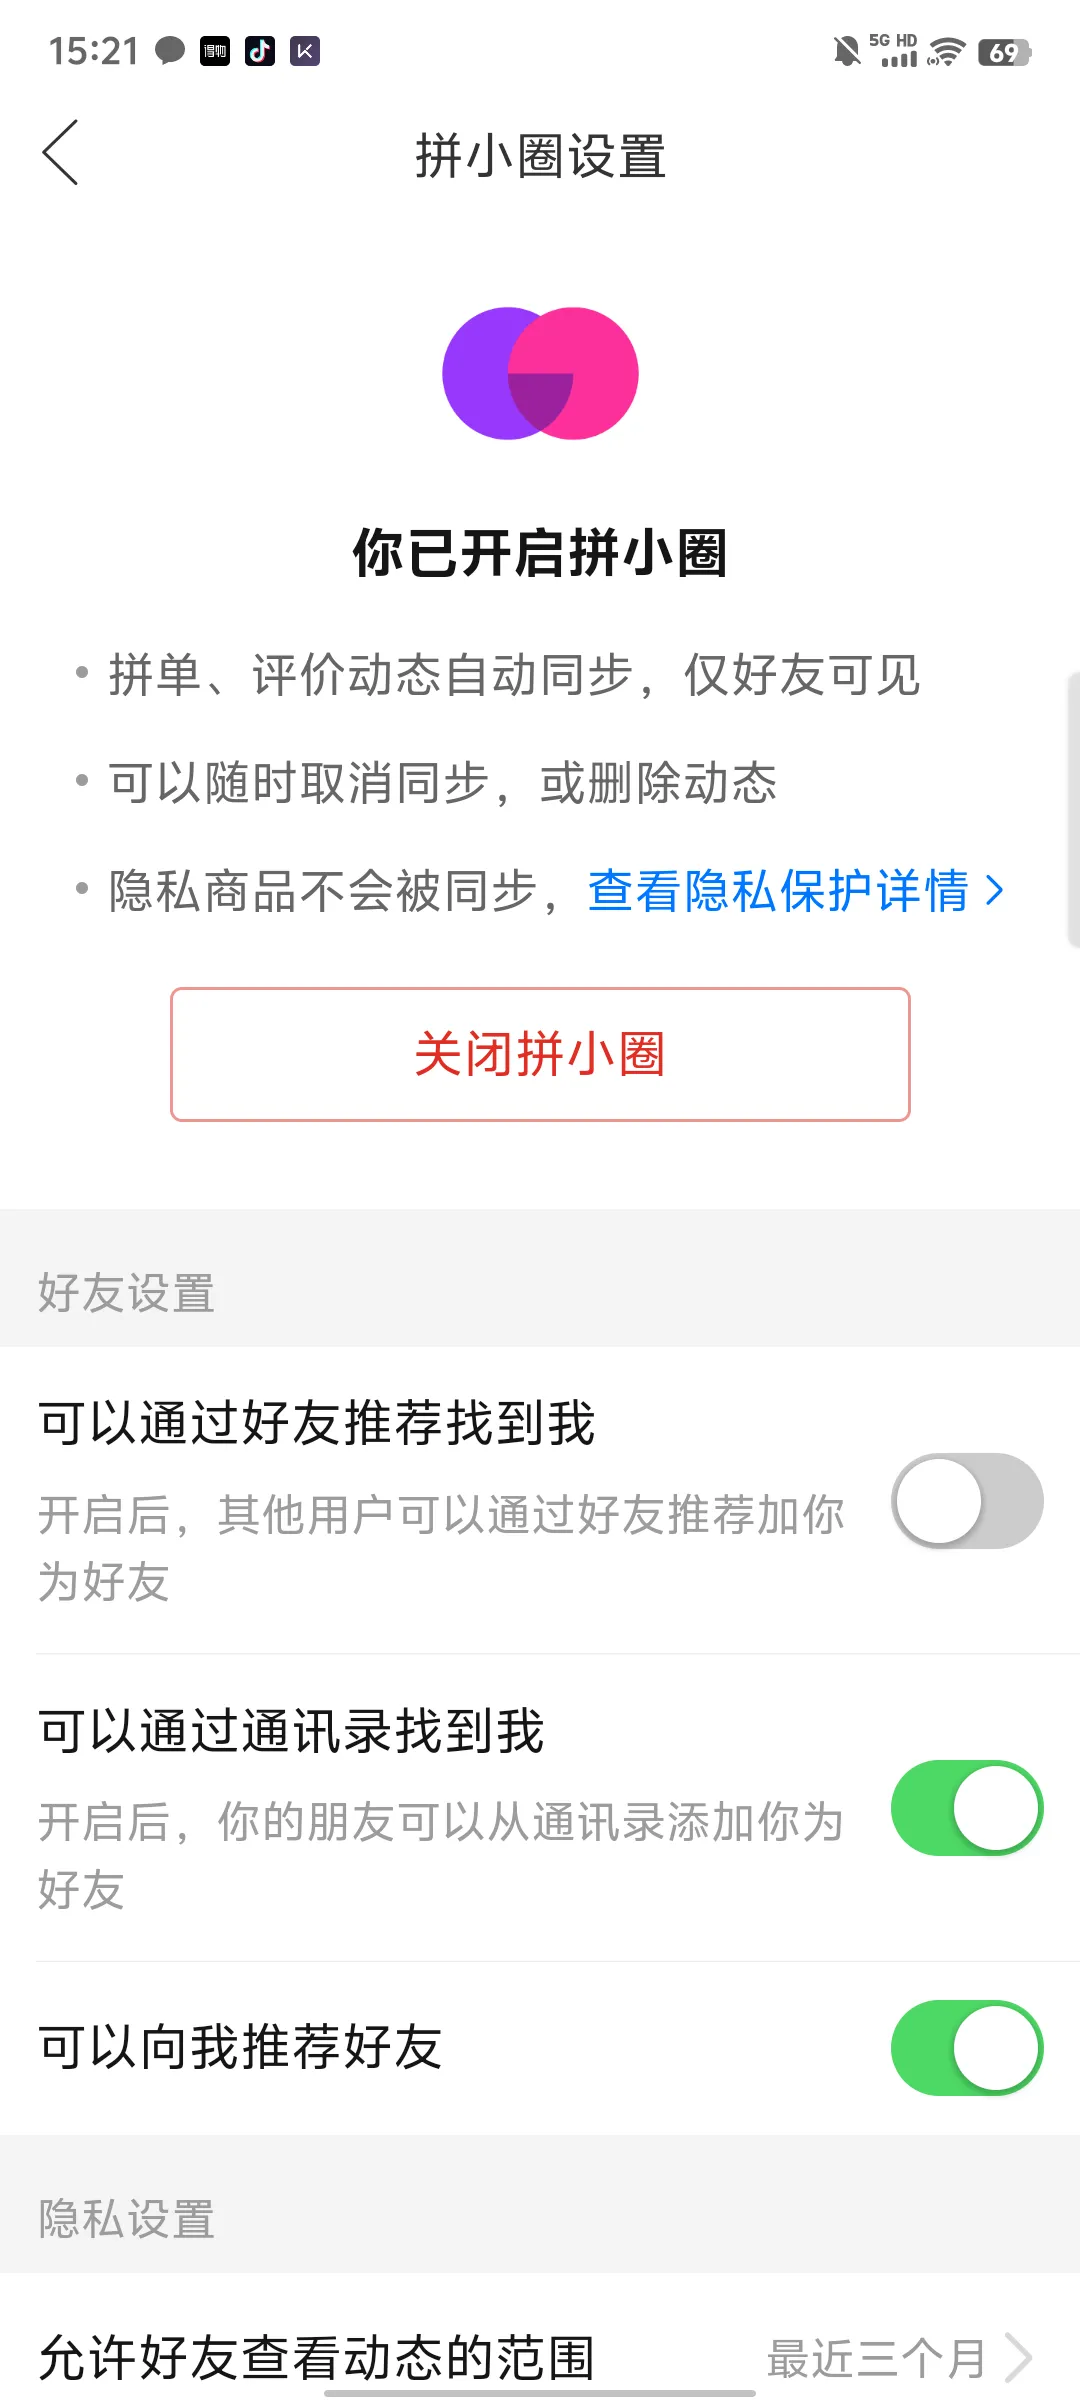 15:21
得物
5G HD
69
拼小圈设置
你已开启拼小圈
• 拼单、评价动态自动同步，仅好友可见
• 可以随时取消同步，或删除动态
• 隐私商品不会被同步，查看隐私保护详情 >
关闭拼小圈
好友设置
可以通过好友推荐找到我
开启后，其他用户可以通过好友推荐加你
为好友
可以通过通讯录找到我
开启后，你的朋友可以从通讯录添加你为
好友
可以向我推荐好友
隐私设置
允许好友查看动态的范围
最近三个月